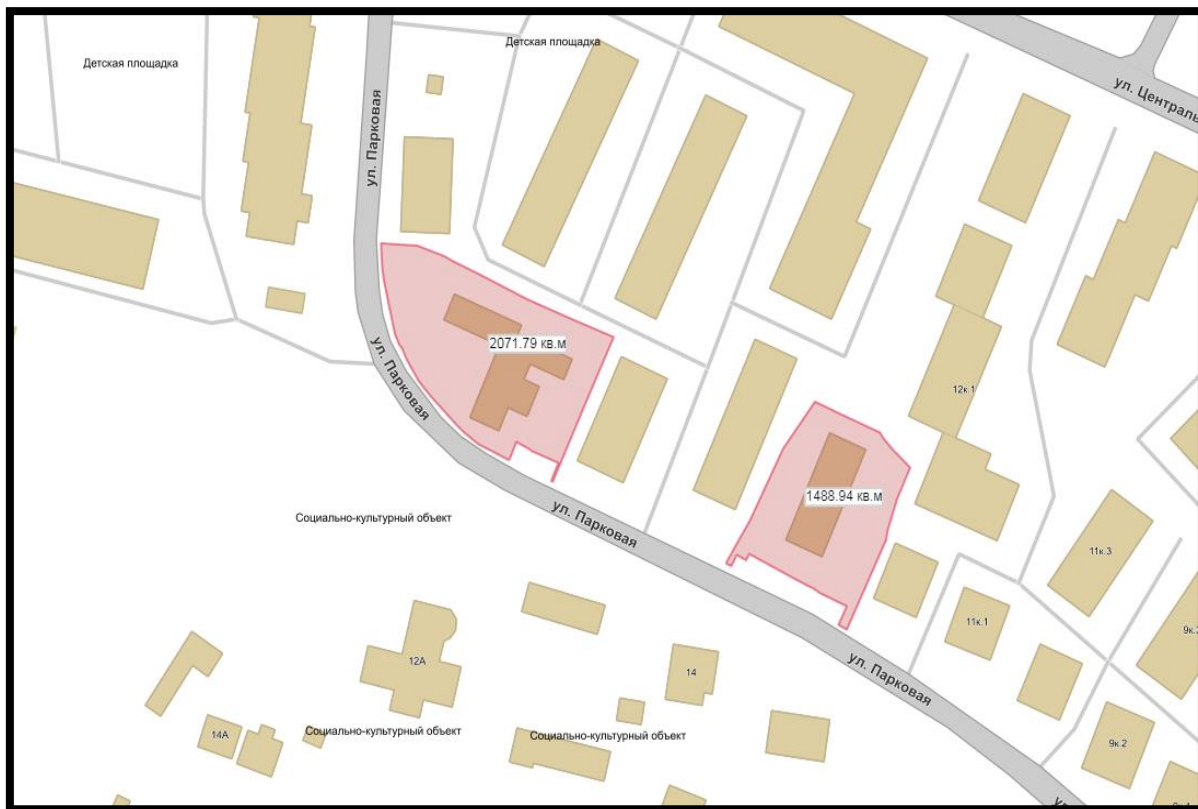 Детская площадка
Детская площадка
ул. Централь
ул. Парковая
2071.79 кв.м
ул. Парковая
12к.1
1488.94 кв.м
ул. Парковая
Социально-культурный объект
11к.3
11к.1
9к.
12А
14
ул. Парковая
14А
Социально-культурный объект
Социально-культурный объект
9к.2